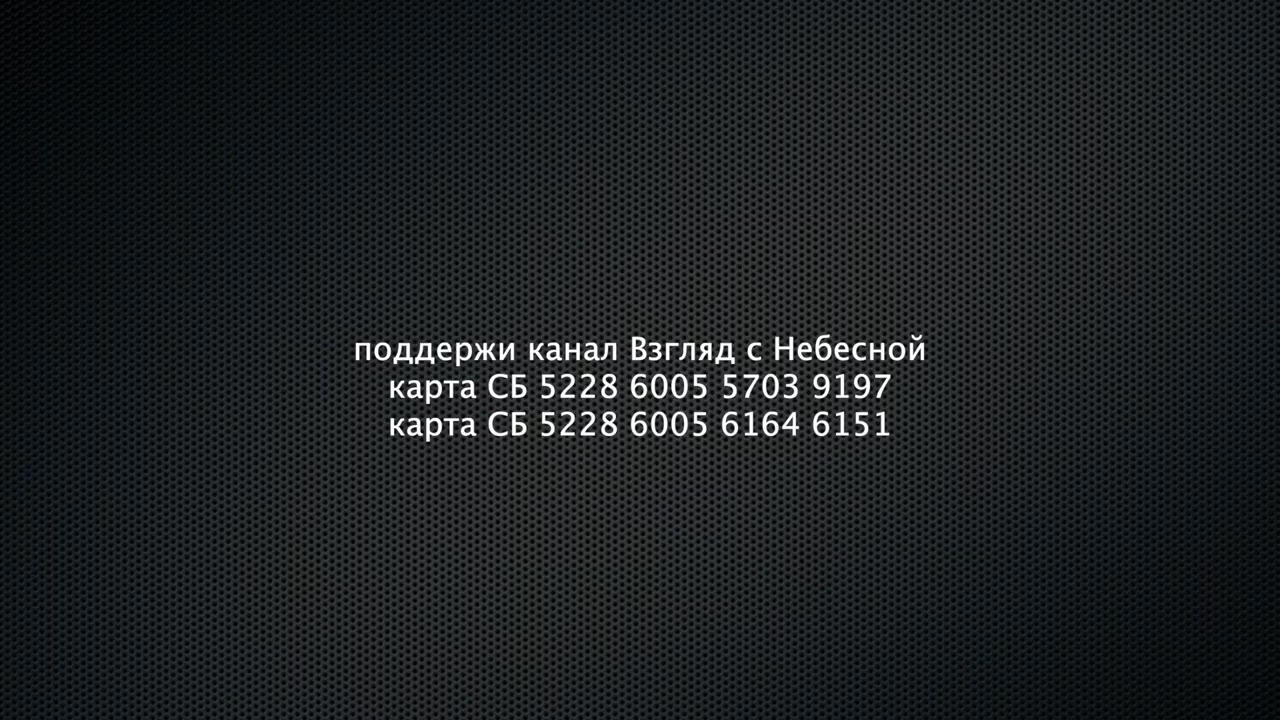 поддержи канал Взгляд с Небесной
карта СБ 5228 6005 5703 9197
карта СБ 5228 6005 6164 6151